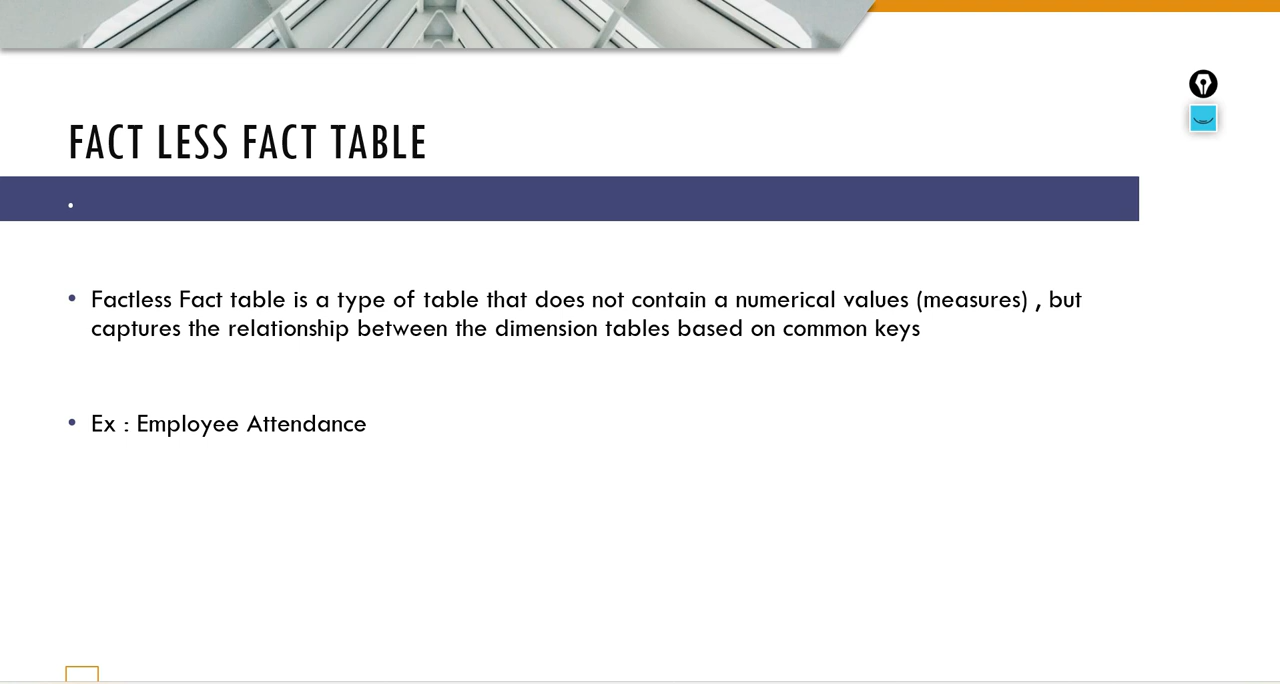 FACT LESS FACT TABLE
•
• Factless Fact table is a type of table that does not contain a numerical values (measures) , but
captures the relationship between the dimension tables based on common keys
• Ex : Employee Attendance